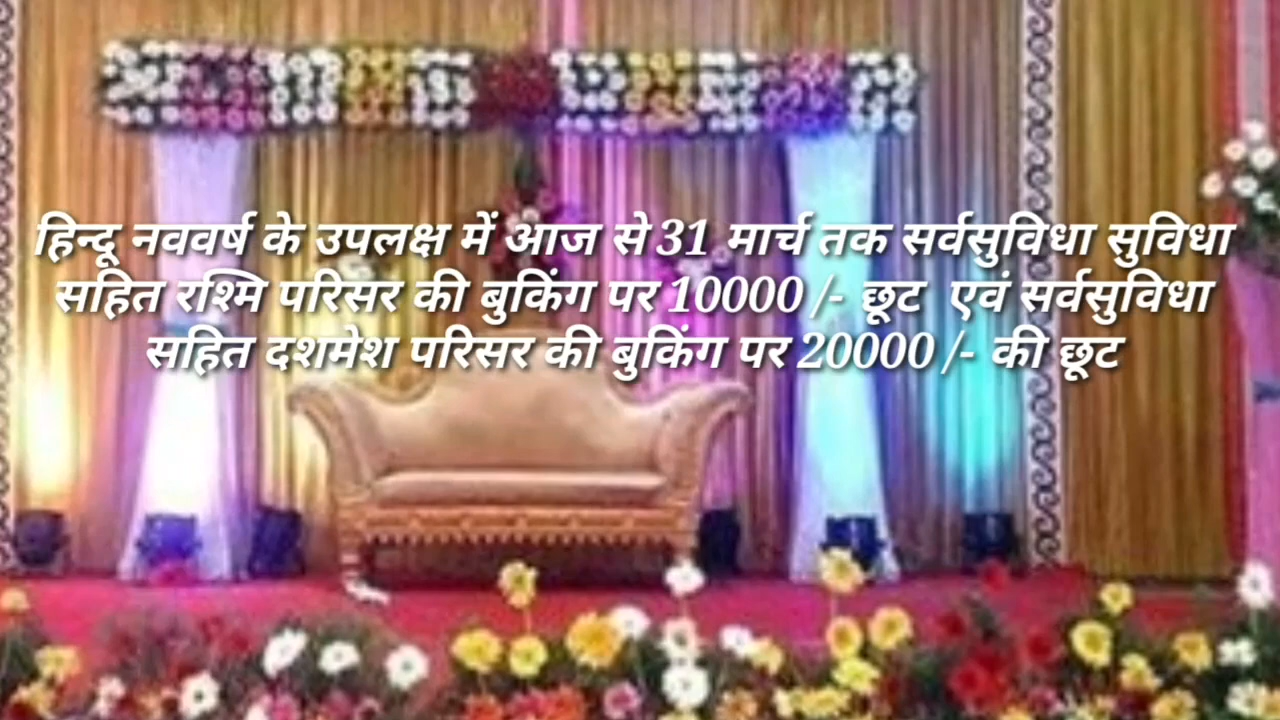 हिन्दू नववर्ष के उपलक्ष में आज से 31 मार्च तक सर्वसुविधा सुविधा
सहित रश्मि परिसर की बुकिंग पर 10000 /- छूट एवं सर्वसुविधा
सहित दशमेश परिसर की बुकिंग पर 20000 /- की छूट